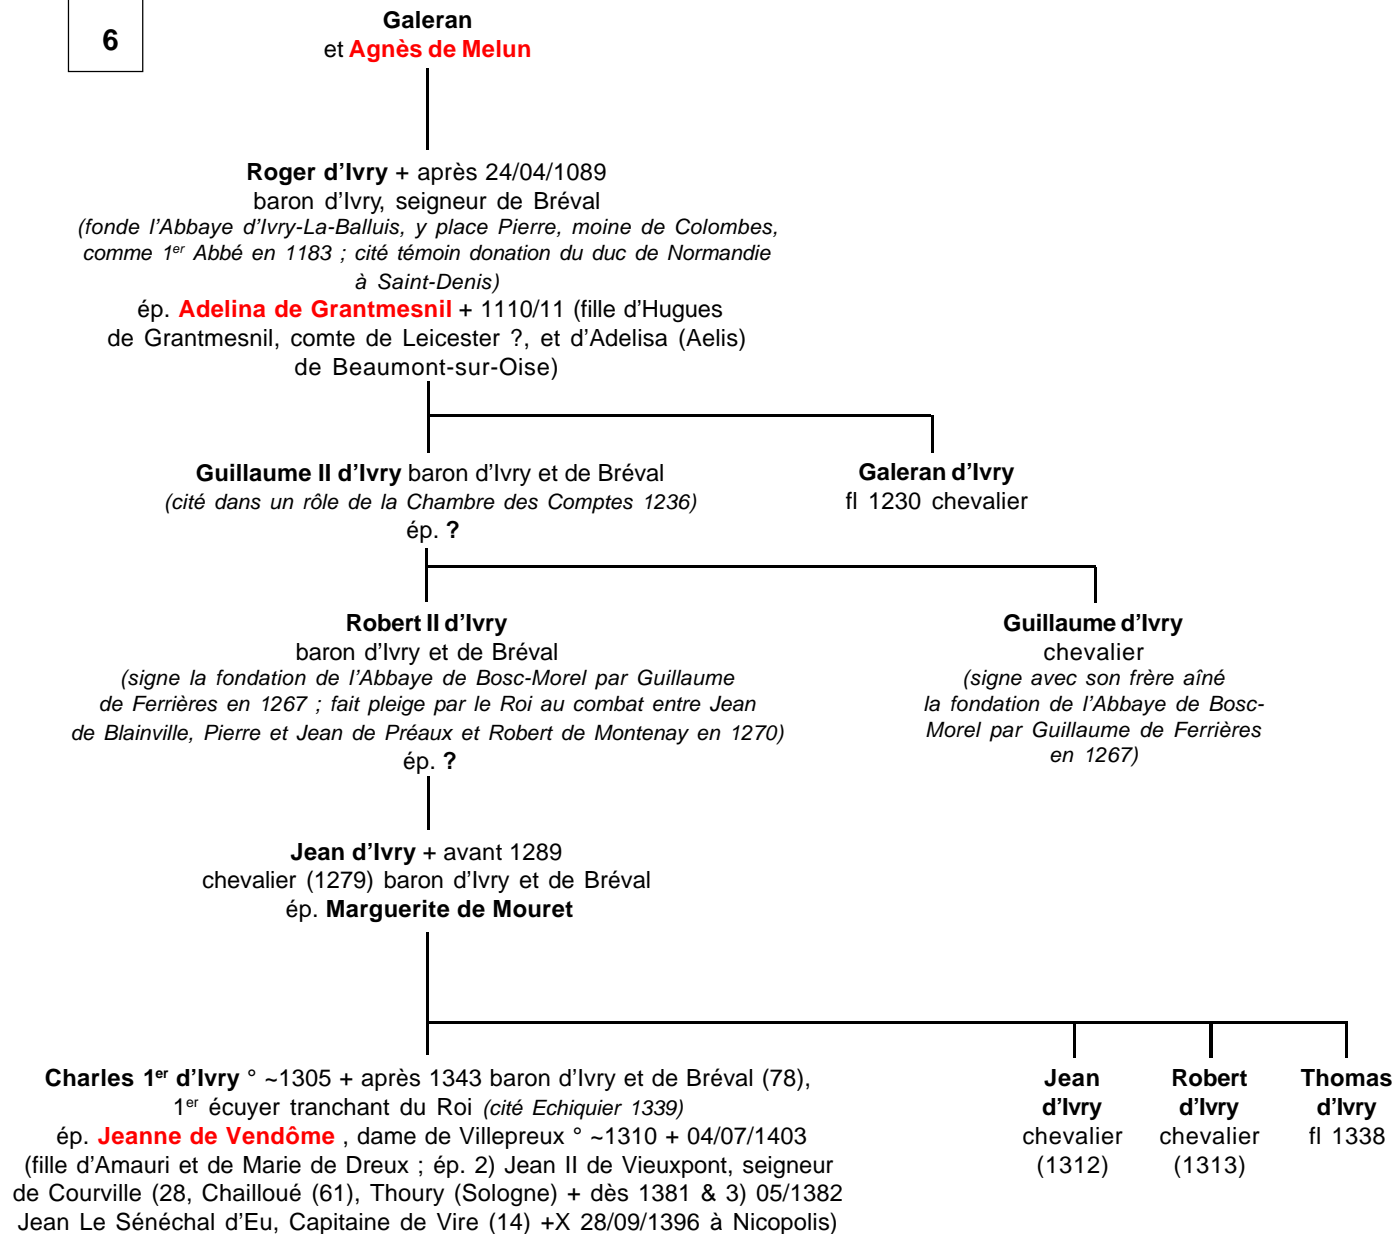 6
Galeran
et Agnès de Melun
Roger d'Ivry + après 24/04/1089
baron d'Ivry, seigneur de Bréval
(fonde l'Abbaye d'Ivry-La-Balluis, y place Pierre, moine de Colombes,
comme 1er Abbé en 1183 ; cité témoin donation du duc de Normandie
à Saint-Denis)
ép. Adelina de Grantmesnil + 1110/11 (fille d'Hugues
de Grantmesnil, comte de Leicester ?, et d'Adelisa (Aelis)
de Beaumont-sur-Oise)
Guillaume II d'Ivry baron d'Ivry et de Bréval
(cité dans un rôle de la Chambre des Comptes 1236)
ép. ?
Galeran d'Ivry
fl 1230 chevalier
Robert II d'Ivry
baron d'Ivry et de Bréval
(signe la fondation de l'Abbaye de Bosc-Morel par Guillaume
de Ferrières en 1267 ; fait pleige par le Roi au combat entre Jean
de Blainville, Pierre et Jean de Préaux et Robert de Montenay en 1270)
ép. ?
Guillaume d'Ivry
chevalier
(signe avec son frère aîné
la fondation de l'Abbaye de Bosc-
Morel par Guillaume de Ferrières
en 1267)
Jean d'Ivry + avant 1289
chevalier (1279) baron d'Ivry et de Bréval
ép. Marguerite de Mouret
Charles 1er d'Ivry ° ~1305 + après 1343 baron d'Ivry et de Bréval (78),
1er écuyer tranchant du Roi (cité Echiquier 1339)
ép. Jeanne de Vendôme , dame de Villepreux ° ~1310 + 04/07/1403
(fille d'Amauri et de Marie de Dreux ; ép. 2) Jean II de Vieuxpont, seigneur
de Courville (28, Chailloué (61), Thoury (Sologne) + dès 1381 & 3) 05/1382
Jean Le Sénéchal d'Eu, Capitaine de Vire (14) +X 28/09/1396 à Nicopolis)
Jean
d'Ivry
chevalier
(1312)
Robert
d'Ivry
chevalier
(1313)
Thomas
d'Ivry
fl 1338